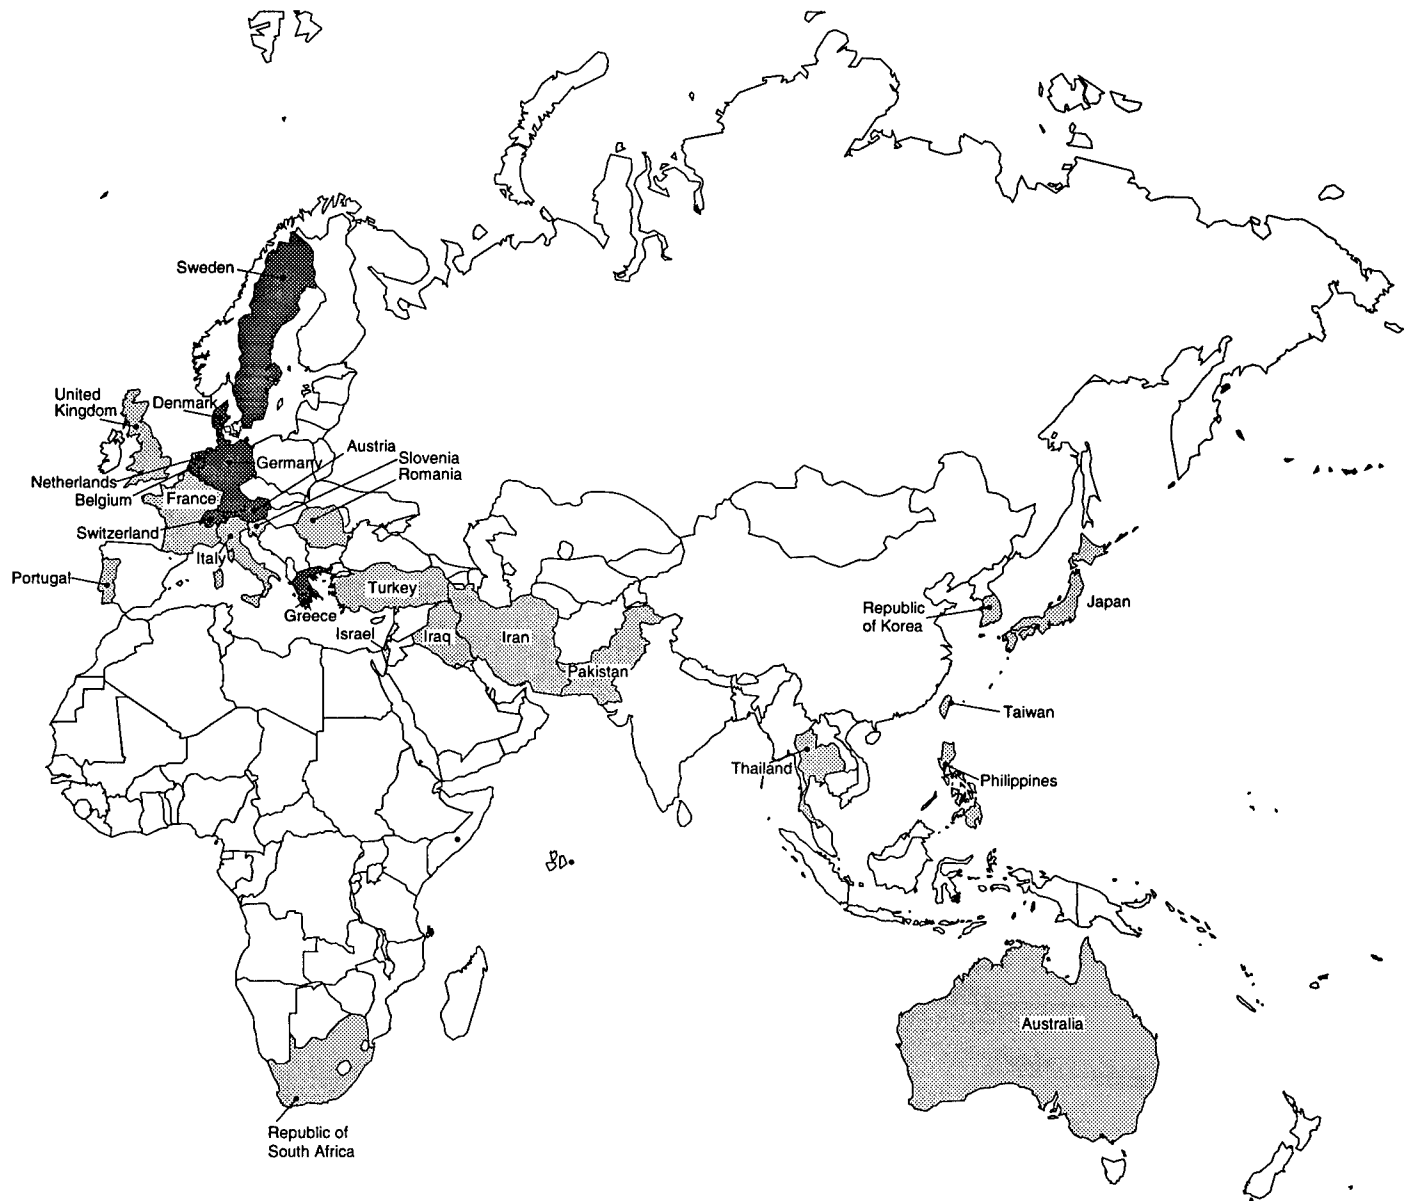 Sweden
United
Kingdom
Denmark
Austria
Slovenia
Germany
Romania
Netherlands
Belgium
France
Switzerland
Italy
Portugal
Turkey
Greece
Israel
Iraq
Iran
Pakistan
Republic
of Korea
Japan
Taiwan
Thailand
Philippines
Australia
Republic of
South Africa